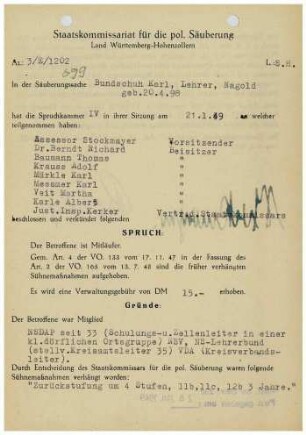 Staatskommissariat für die pol. Säuberung
Land Württemberg-Hohenzollern
Az.: 3/S/1202
L.S.S.
699
In der Säuberungssache Bundschuh Karl, Lehrer, Nagold
geb.20.4.98
hat die Spruchkammer IV in ihrer Sitzung am 21.1.49 an welcher
teilgenommen haben:
Assessor Stockmayer Vorsitzender
Dr.Berndt Richard Beisitzer
Baumann Thomas "
Krause Adolf "
Märkle Karl "
Messmer Karl "
Veit Martha "
Karle Albert "
Just.Insp.Kerker Vertr.d.Staatskommissars
beschlossen und verkündet folgenden
SPRUCH:
Der Betroffene ist Mitläufer.
Gem. Art. 4 der VO. 133 vom 17. 11. 47 in der Fassung des
Art. 2 der VO. 165 vom 13. 7. 48 sind die früher verhängten
Sühnemaßnahmen aufgehoben.
Es wird eine Verwaltungsgebühr von DM 15.- erhoben.
Gründe:
Der Betroffene war Mitglied
NSDAP seit 33 (Schulungs-u.Zellenleiter in einer
kl.dörflichen Ortsgruppe) NSV, NS-Lehrerbund
(stellv.Kreisamtsleiter 35) VDA (Kreisverbands-
leiter).
Durch Entscheidung des Staatskommissars für die pol. Säuberung waren folgende
Sühnemaßnahmen verhängt worden:
"Zurückstufung um 4 Stufen, 11b,11c, 12b 3 Jahre."